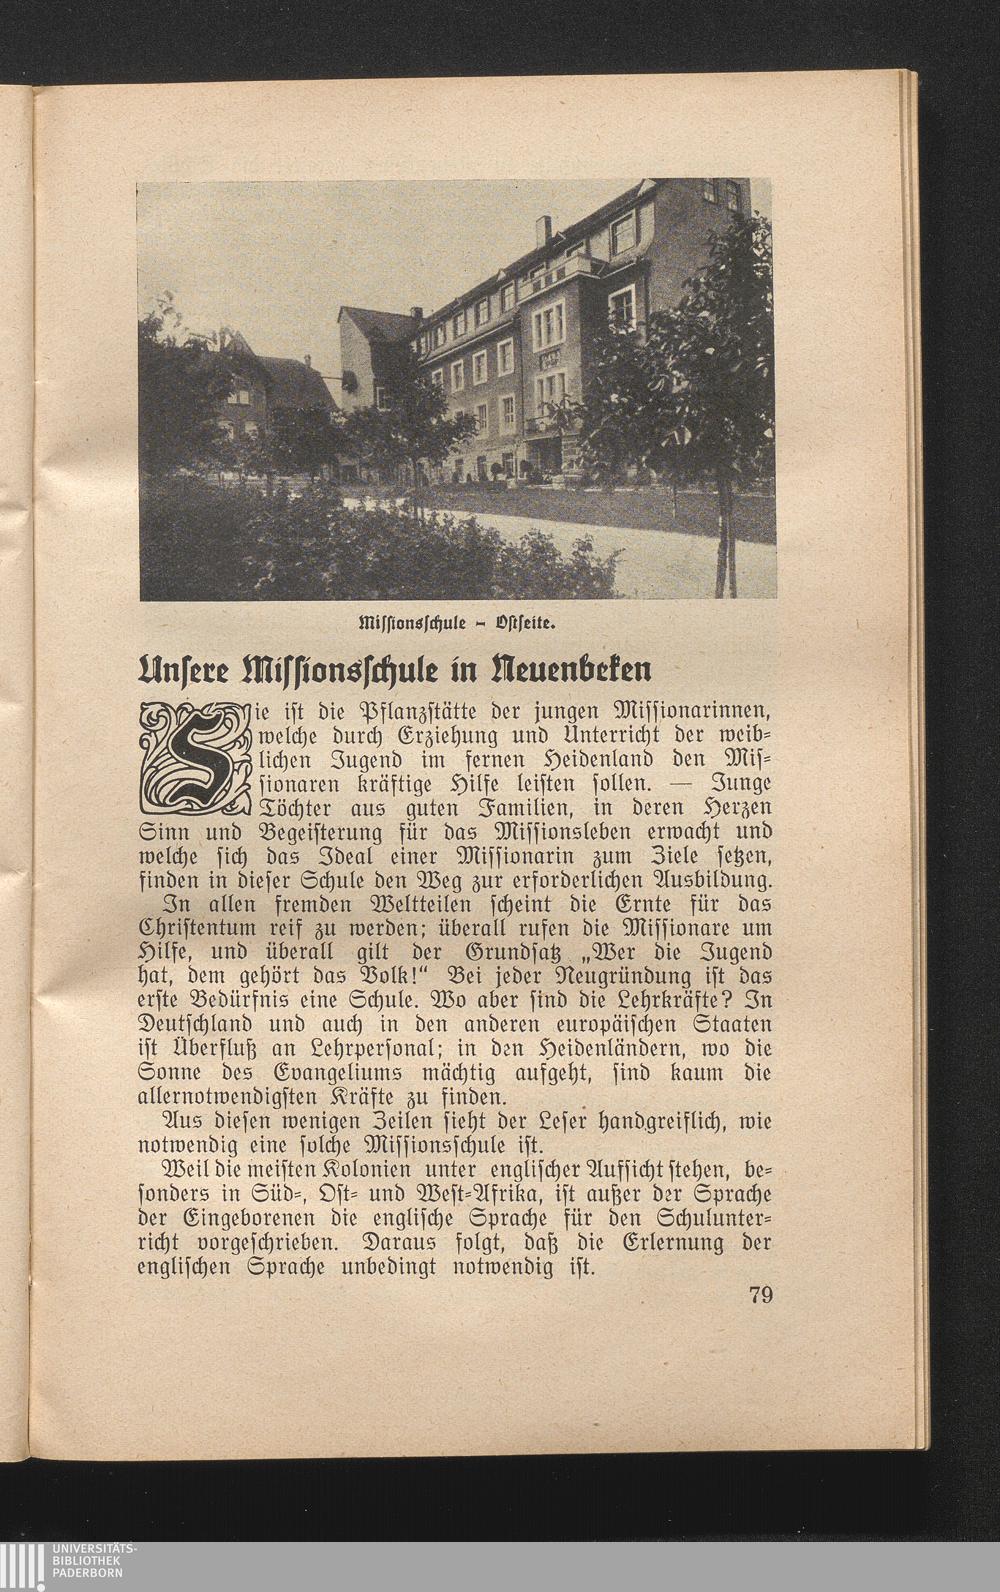 Missionsschule – Ostseite.
Unsere Missionsschule in Neuenbeken
Sie ist die Pflanzstätte der jungen Missionarinnen,
welche durch Erziehung und Unterricht der weib-
lichen Jugend im fernen Heidenland den Mis-
sionaren kräftige Hilfe leisten sollen. — Junge
Töchter aus guten Familien, in deren Herzen
Sinn und Begeisterung für das Missionsleben erwacht und
welche sich das Ideal einer Missionarin zum Ziele setzen,
finden in dieser Schule den Weg zur erforderlichen Ausbildung.
In allen fremden Weltteilen scheint die Ernte für das
Christentum reif zu werden; überall rufen die Missionare um
Hilfe, und überall gilt der Grundsatz „Wer die Jugend
hat, dem gehört das Volk!“ Bei jeder Neugründung ist das
erste Bedürfnis eine Schule. Wo aber sind die Lehrkräfte? In
Deutschland und auch in den anderen europäischen Staaten
ist Überfluß an Lehrpersonal; in den Heidenländern, wo die
Sonne des Evangeliums mächtig aufgeht, sind kaum die
allernotwendigsten Kräfte zu finden.
Aus diesen wenigen Zeilen sieht der Leser handgreiflich, wie
notwendig eine solche Missionsschule ist.
Weil die meisten Kolonien unter englischer Aufsicht stehen, be-
sonders in Süd-, Ost- und West-Afrika, ist außer der Sprache
der Eingeborenen die englische Sprache für den Schulunter-
richt vorgeschrieben. Daraus folgt, daß die Erlernung der
englischen Sprache unbedingt notwendig ist.
79
UNIVERSITÄTS-
BIBLIOTHEK
PADERBORN